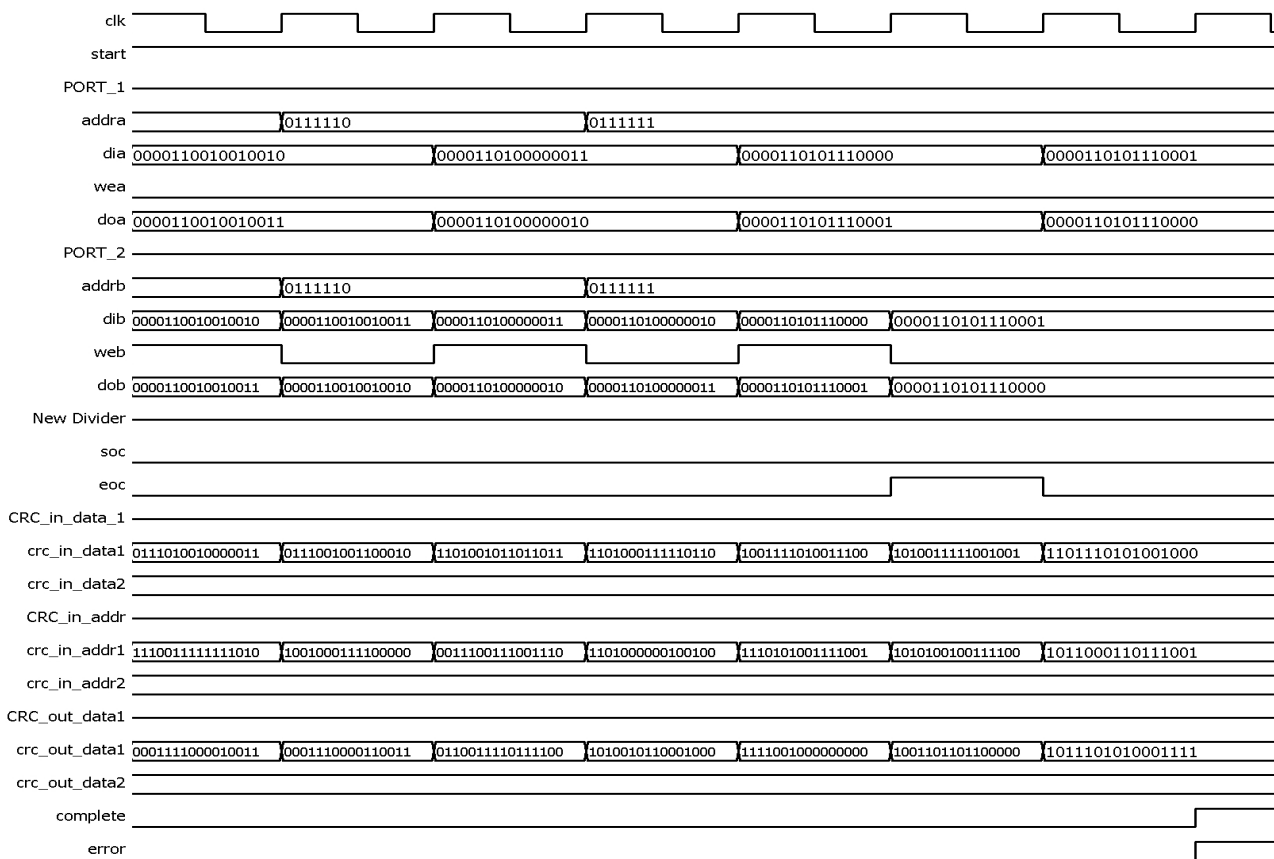 clk
start
PORT_1
addra 0111110 0111111
dia 0000110010010010 0000110100000011 0000110101110000 0000110101110001
wea
doa 0000110010010011 0000110100000010 0000110101110001 0000110101110000
PORT_2
addrb 0111110 0111111
dib 0000110010010010 0000110010010011 0000110100000011 0000110100000010 0000110101110000 0000110101110001
web
dob 0000110010010011 0000110010010010 0000110100000010 0000110100000011 0000110101110001 0000110101110000
New Divider
soc
eoc
CRC_in_data_1
crc_in_data1 0111010010000011 0111001001100010 1101001011011011 1101000111110110 1001111010011100 1010011111001001 1101110101001000
crc_in_data2
CRC_in_addr
crc_in_addr1 1110011111111010 1001000111100000 0011100111001110 1101000000100100 1110101001111001 1010100100111100 1011000110111001
crc_in_addr2
CRC_out_data1
crc_out_data1 0001111000010011 0001110000110011 0110011110111100 1010010110001000 1111001000000000 1001101101100000 1011101010001111
crc_out_data2
complete
error